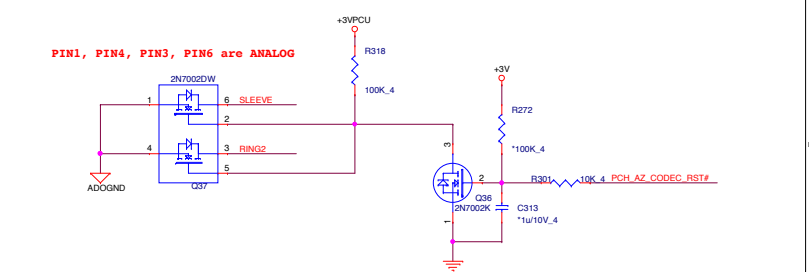 +3VPCU
PIN1, PIN4, PIN3, PIN6 are ANALOG
R318
+3V
2N7002DW
100K_4
1
6
SLEEVE
R272
2
3
*100K_4
4
3
RING2
5
2
R301
10K_4
PCH_AZ_CODEC_RST#
ADOGND
Q37
Q36
2N7002K
C313
1
*1u/10V_4